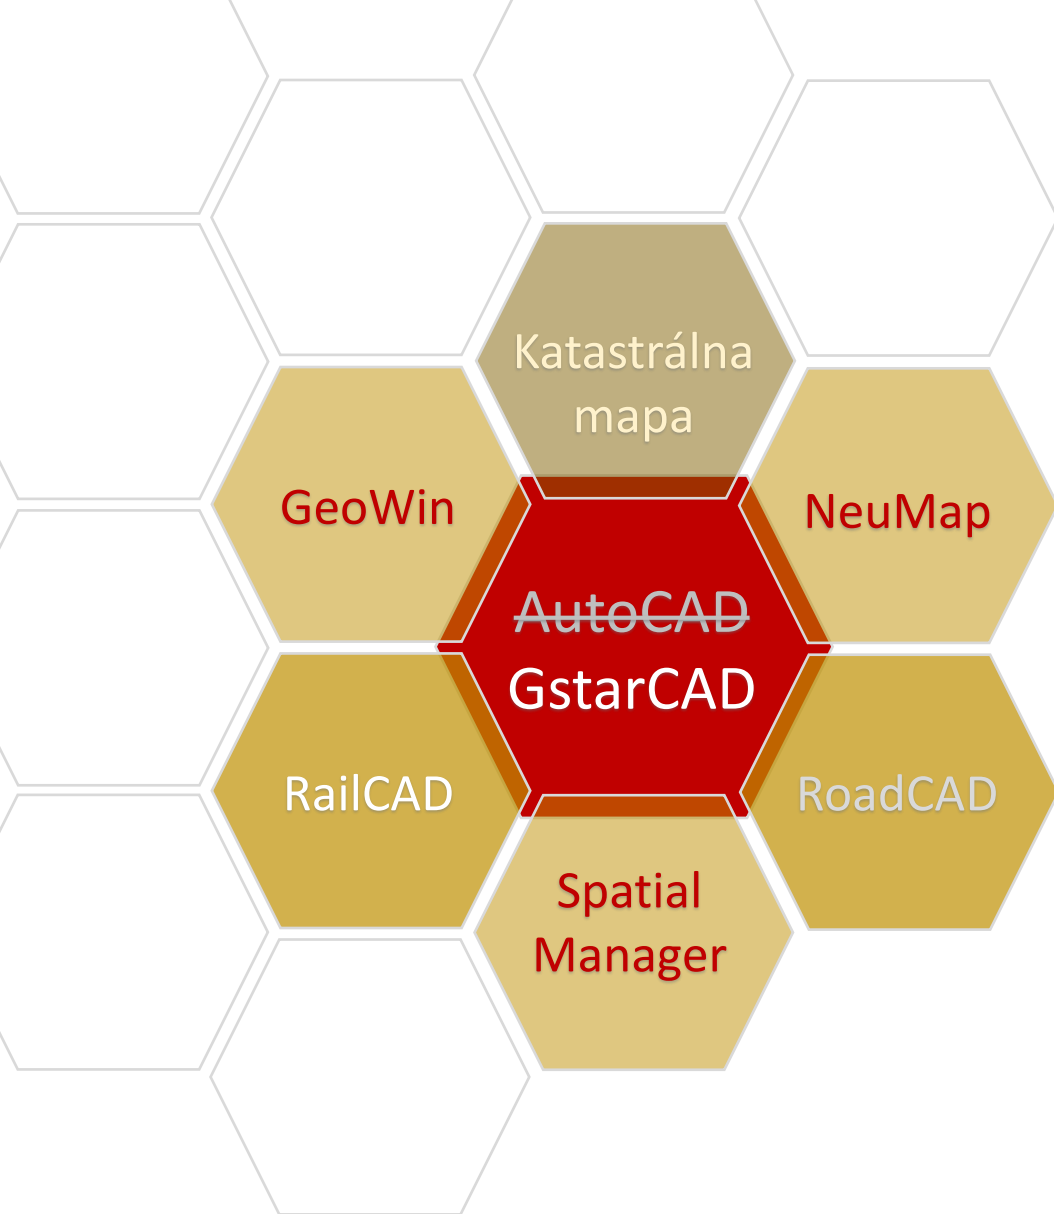 Katastrálna
mapa
GeoWin
NeuMap
AutoCAD
GstarCAD
RailCAD
RoadCAD
Spatial
Manager